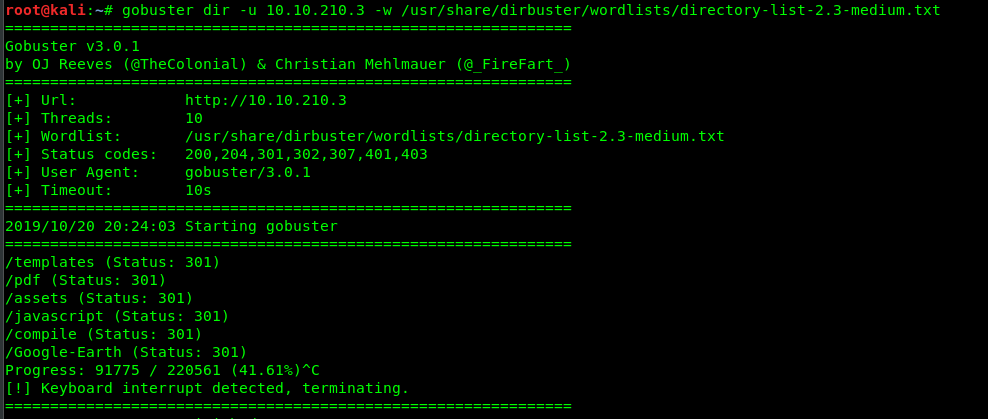 root@kali:~# gobuster dir -u 10.10.210.3 -w /usr/share/dirbuster/wordlists/directory-list-2.3-medium.txt
===============================================================
Gobuster v3.0.1
by OJ Reeves (@TheColonial) & Christian Mehlmauer (@_FireFart_)
===============================================================
[+] Url:            http://10.10.210.3
[+] Threads:        10
[+] Wordlist:       /usr/share/dirbuster/wordlists/directory-list-2.3-medium.txt
[+] Status codes:   200,204,301,302,307,401,403
[+] User Agent:     gobuster/3.0.1
[+] Timeout:        10s
===============================================================
2019/10/20 20:24:03 Starting gobuster
===============================================================
/templates (Status: 301)
/pdf (Status: 301)
/assets (Status: 301)
/javascript (Status: 301)
/compile (Status: 301)
/Google-Earth (Status: 301)
Progress: 91775 / 220561 (41.61%)^C
[!] Keyboard interrupt detected, terminating.
===============================================================